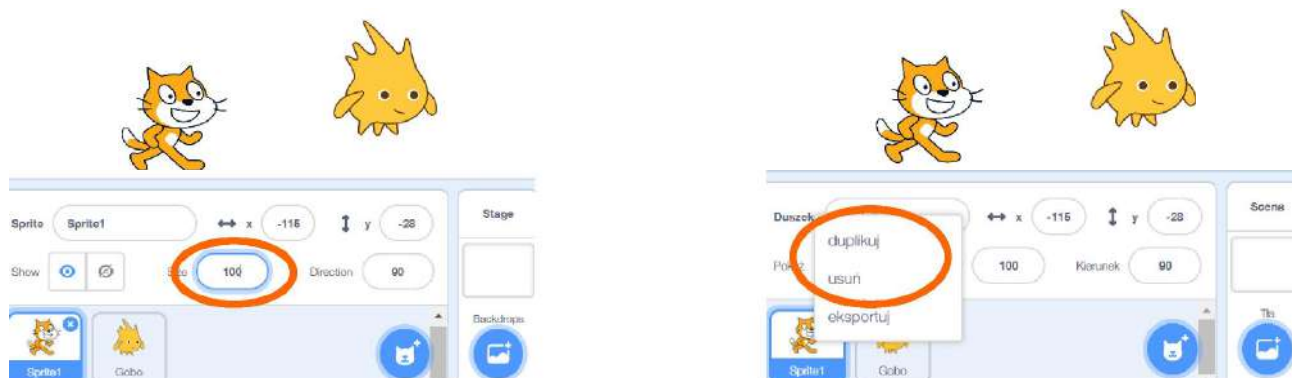 Sprite Sprite1 x -115 y -28 Stage
Show Size 100 Direction 90
Backdrops
Sprite1 Gobo
Duszek x -115 y -28 Scena
duplikuj
100 Kierunek 90
usuń
eksportuj
Tła
Sprite1 Gobo